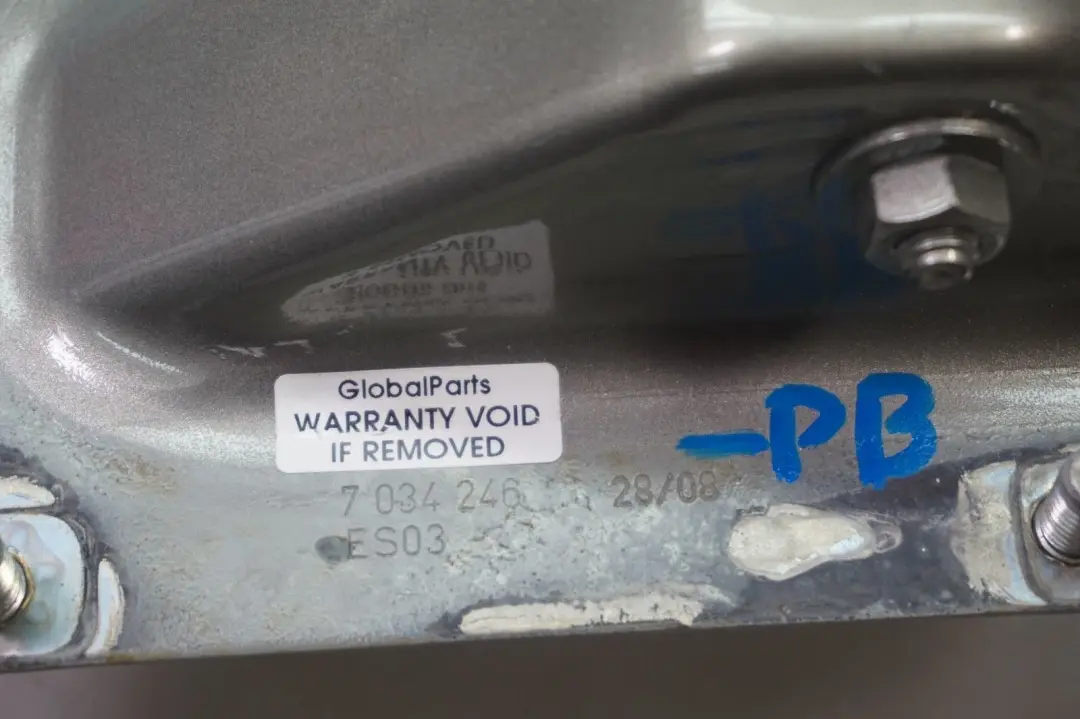 GlobalParts
WARRANTY VOID
IF REMOVED
-PB
7 034 246 28/08
ES03